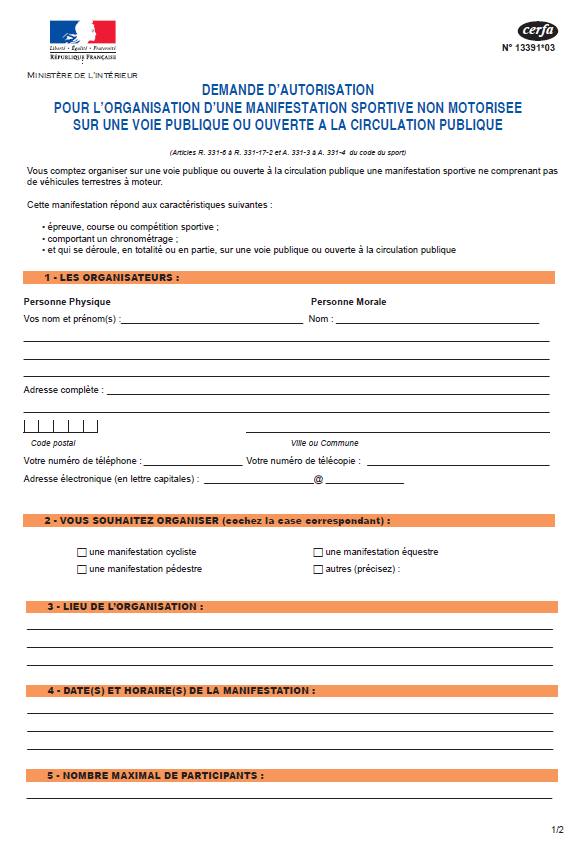 cerfa
N° 13391*03
Liberté • Égalité • Fraternité
RÉPUBLIQUE FRANÇAISE
MINISTÈRE DE L'INTÉRIEUR
DEMANDE D'AUTORISATION
POUR L'ORGANISATION D'UNE MANIFESTATION SPORTIVE NON MOTORISEE
SUR UNE VOIE PUBLIQUE OU OUVERTE A LA CIRCULATION PUBLIQUE
(Articles R. 331-6 à R. 331-17-2 et A. 331-3 à A. 331-4 du code du sport)
Vous comptez organiser sur une voie publique ou ouverte à la circulation publique une manifestation sportive ne comprenant pas
de véhicules terrestres à moteur.
Cette manifestation répond aux caractéristiques suivantes :
• épreuve, course ou compétition sportive ;
• comportant un chronométrage ;
• et qui se déroule, en totalité ou en partie, sur une voie publique ou ouverte à la circulation publique
1 - LES ORGANISATEURS :
Personne Physique Personne Morale
Vos nom et prénom(s) : Nom :
Adresse complète :
Code postal Ville ou Commune
Votre numéro de téléphone : Votre numéro de télécopie :
Adresse électronique (en lettre capitales) : @
2 - VOUS SOUHAITEZ ORGANISER (cochez la case correspondant) :
une manifestation cycliste une manifestation équestre
une manifestation pédestre autres (précisez) :
3 - LIEU DE L'ORGANISATION :
4 - DATE(S) ET HORAIRE(S) DE LA MANIFESTATION :
5 - NOMBRE MAXIMAL DE PARTICIPANTS :
1/2